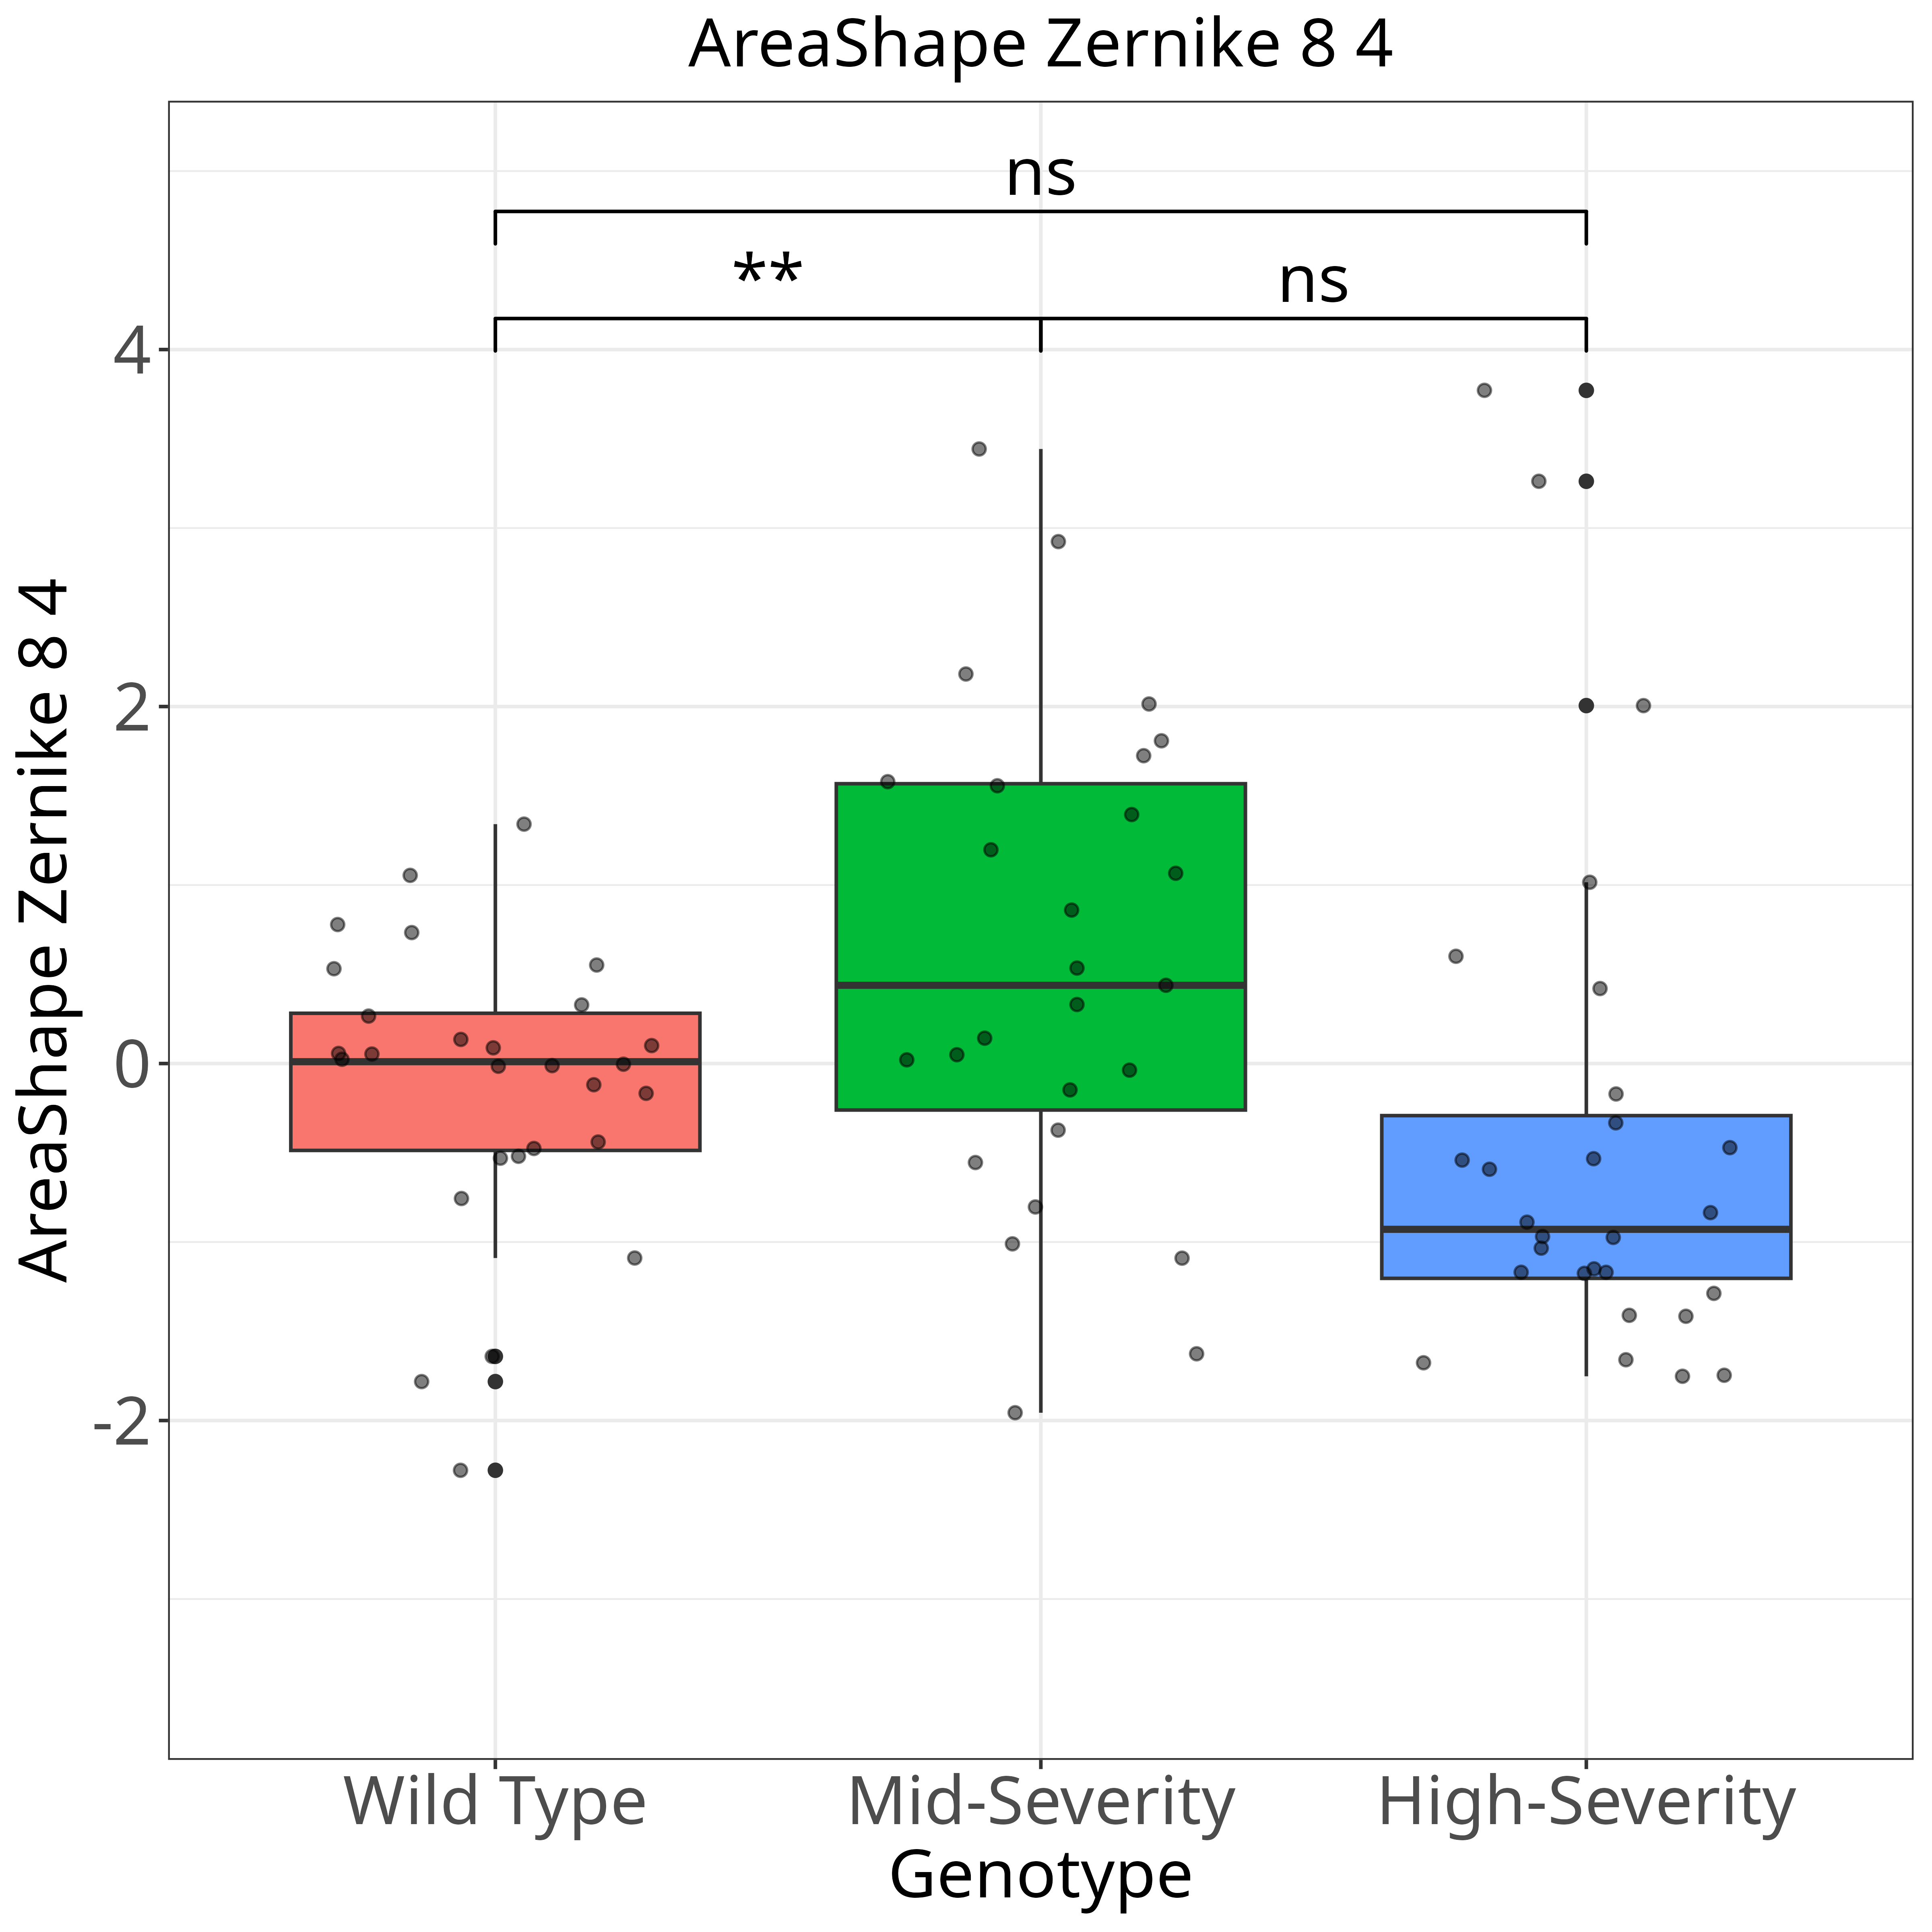 AreaShape Zernike 8 4
ns
**
ns
AreaShape Zernike 8 4
4
2
0
-2
Wild Type
Mid-Severity
High-Severity
Genotype